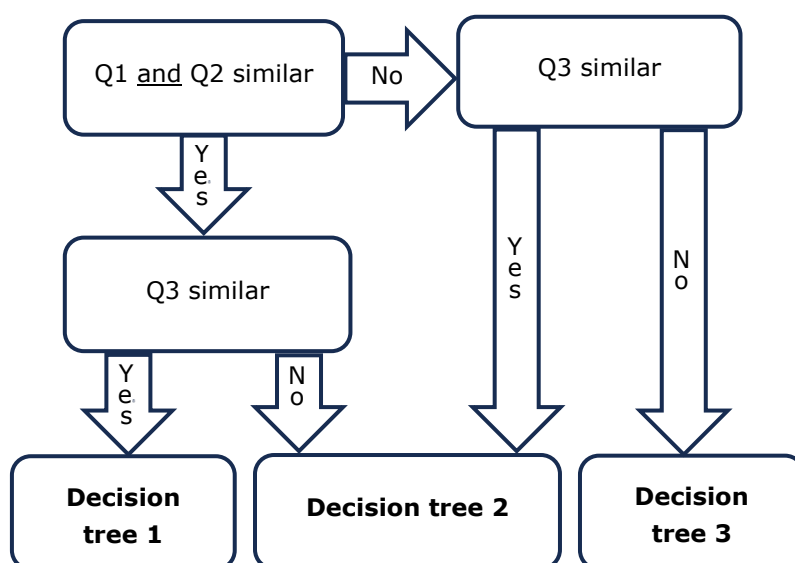 Q1 and Q2 similar
No
Q3 similar
Yes
Q3 similar
Yes
No
Yes
No
Decision
tree 1
Decision tree 2
Decision
tree 3